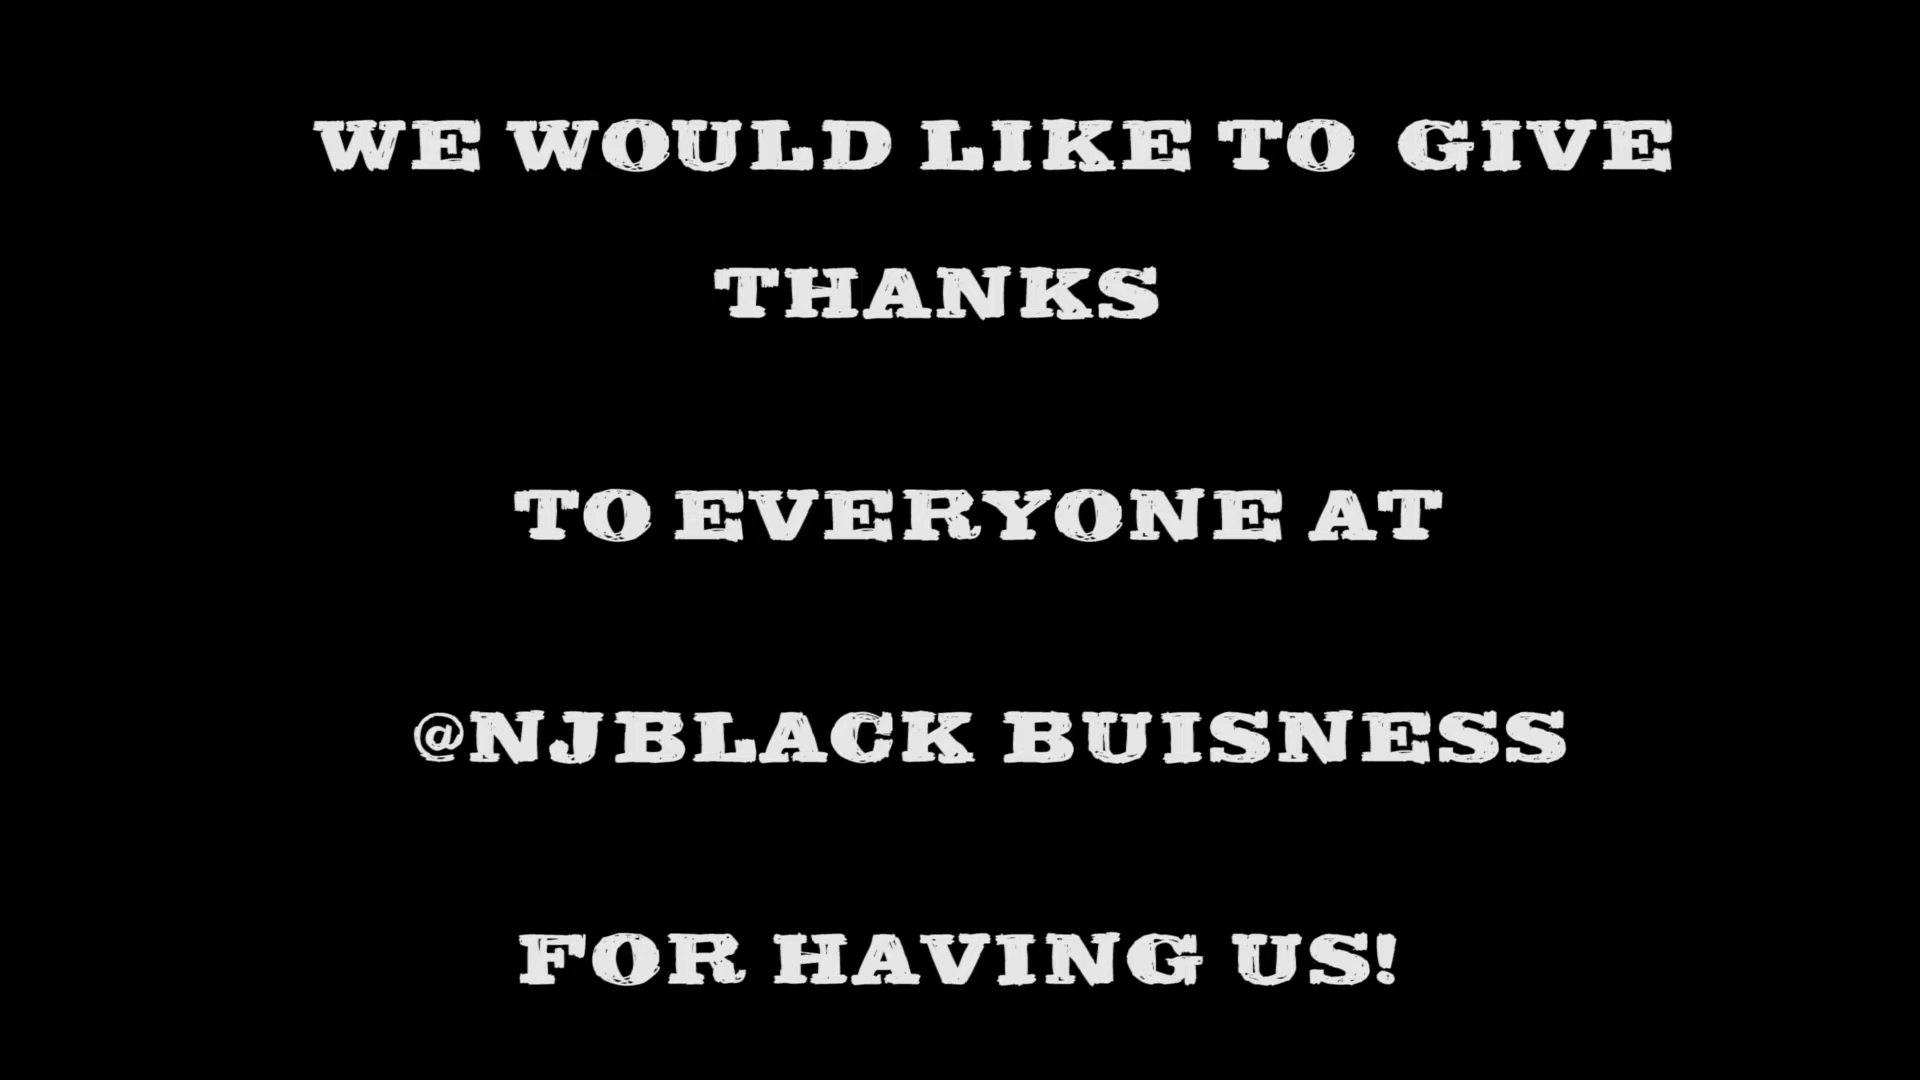 WE WOULD LIKE TO GIVE
THANKS
TO EVERYONE AT
@NJBLACK BUISNESS
FOR HAVING US!